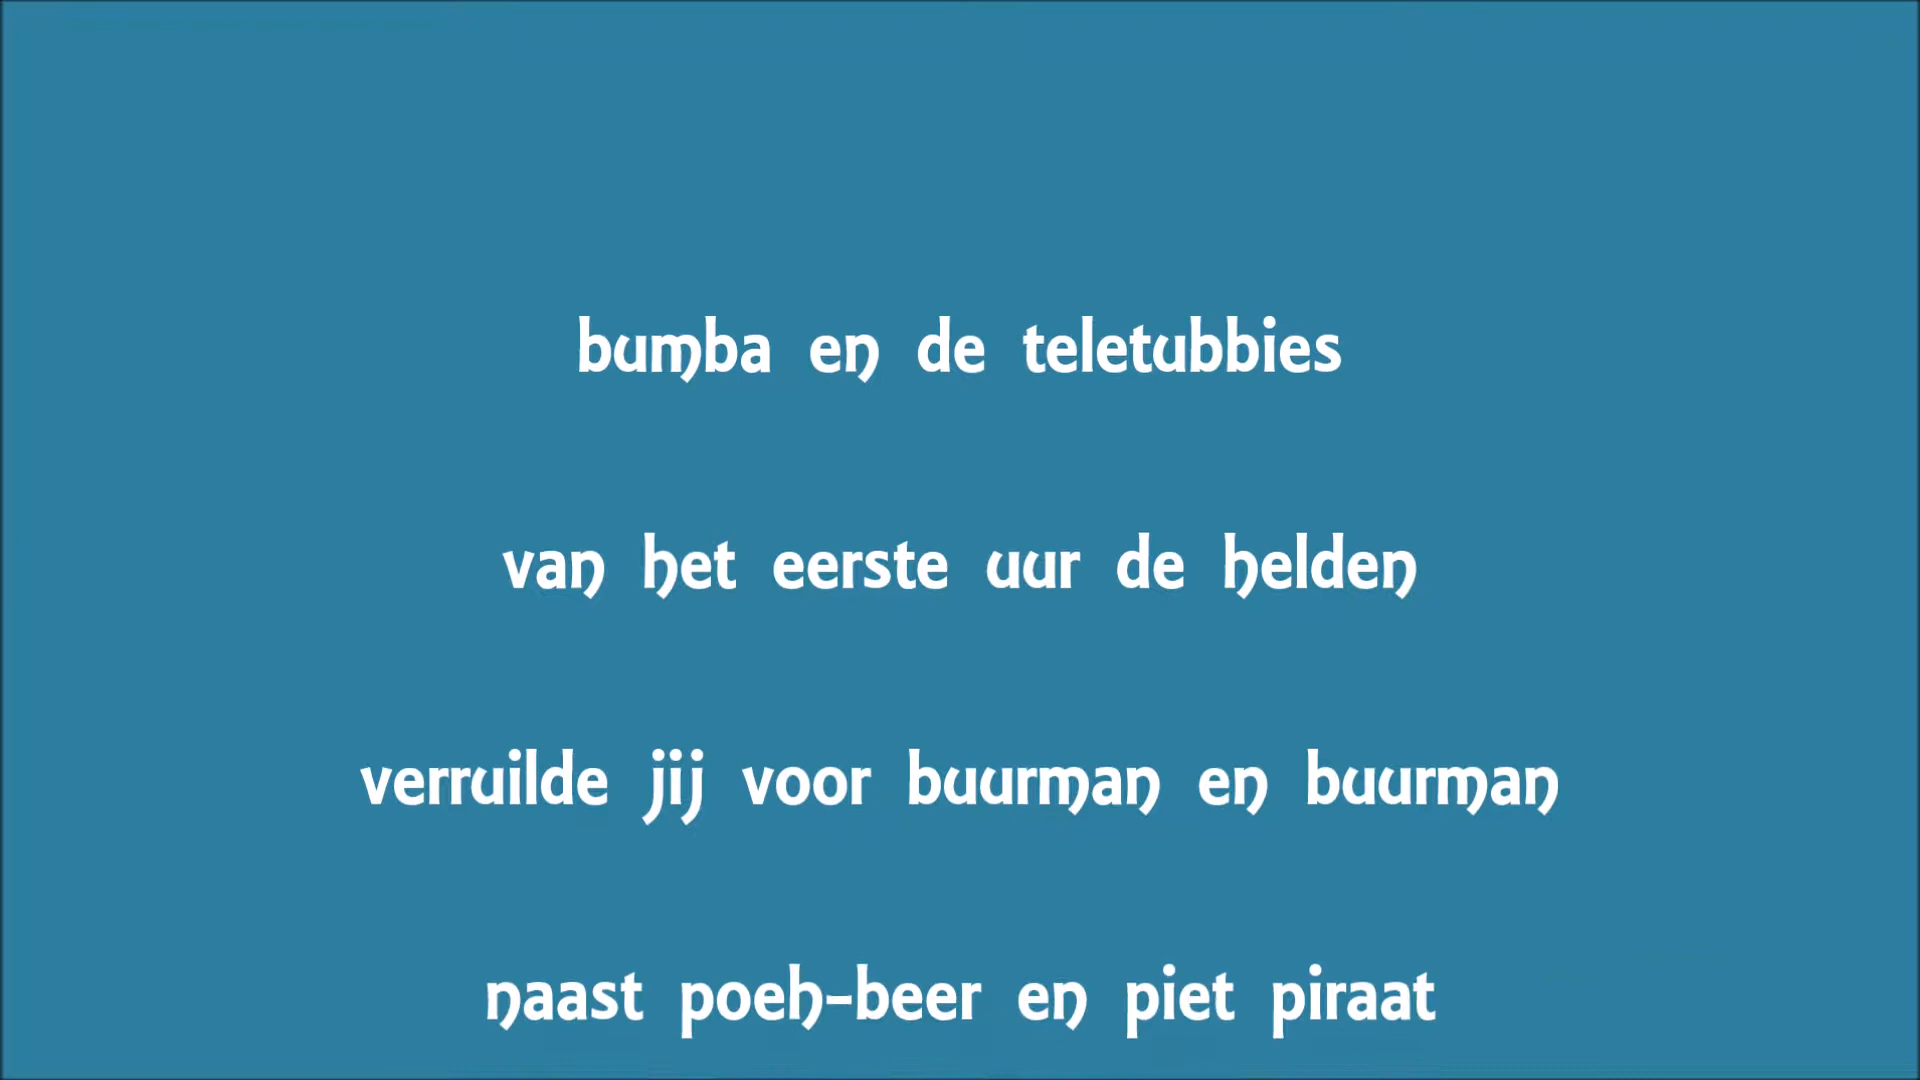 bumba en de teletubbies
van het eerste uur de helden
verruilde jij voor buurman en buurman
naast poeh-beer en piet piraat